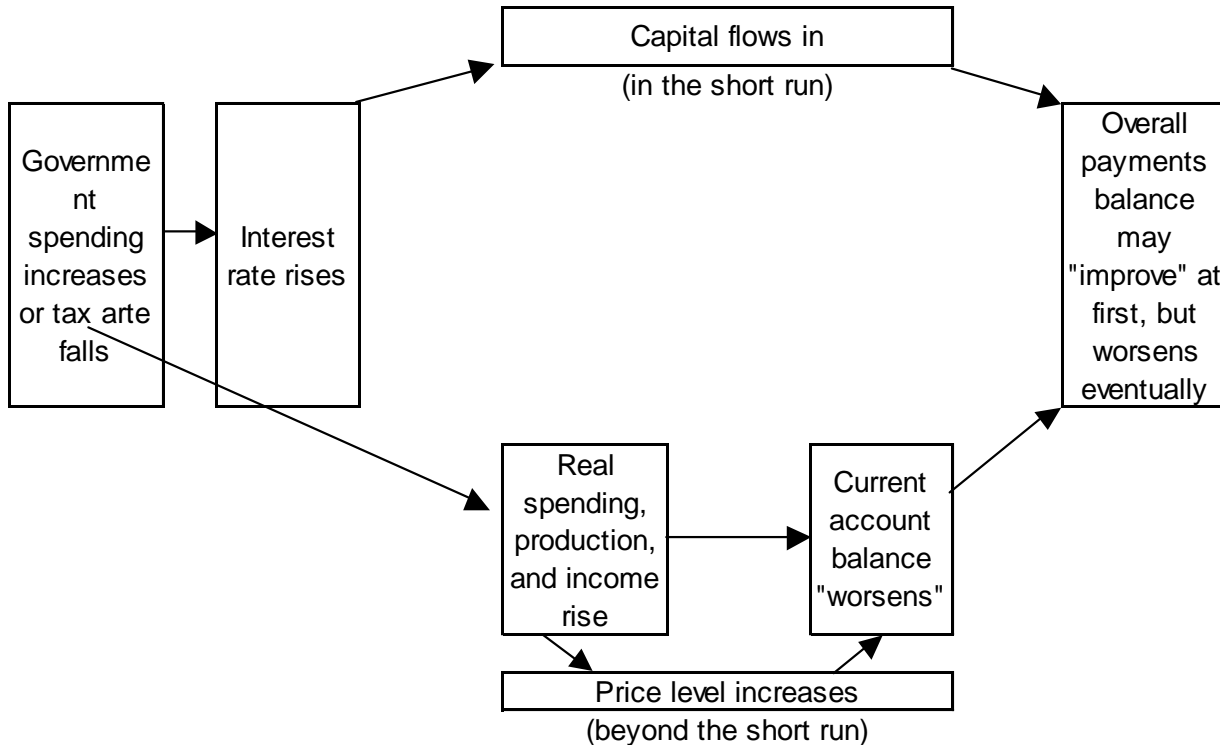 Capital flows in
(in the short run)
Governme
nt
spending
increases
or tax arte
falls
Interest
rate rises
Overall
payments
balance
may
"improve" at
first, but
worsens
eventually
Real
spending,
production,
and income
rise
Current
account
balance
"worsens"
Price level increases
(beyond the short run)